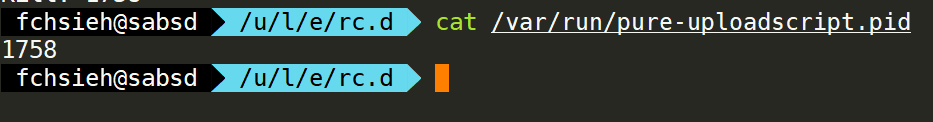 fchsieh@sabsd /u/l/e/rc.d cat /var/run/pure-uploadscript.pid
1758
fchsieh@sabsd /u/l/e/rc.d